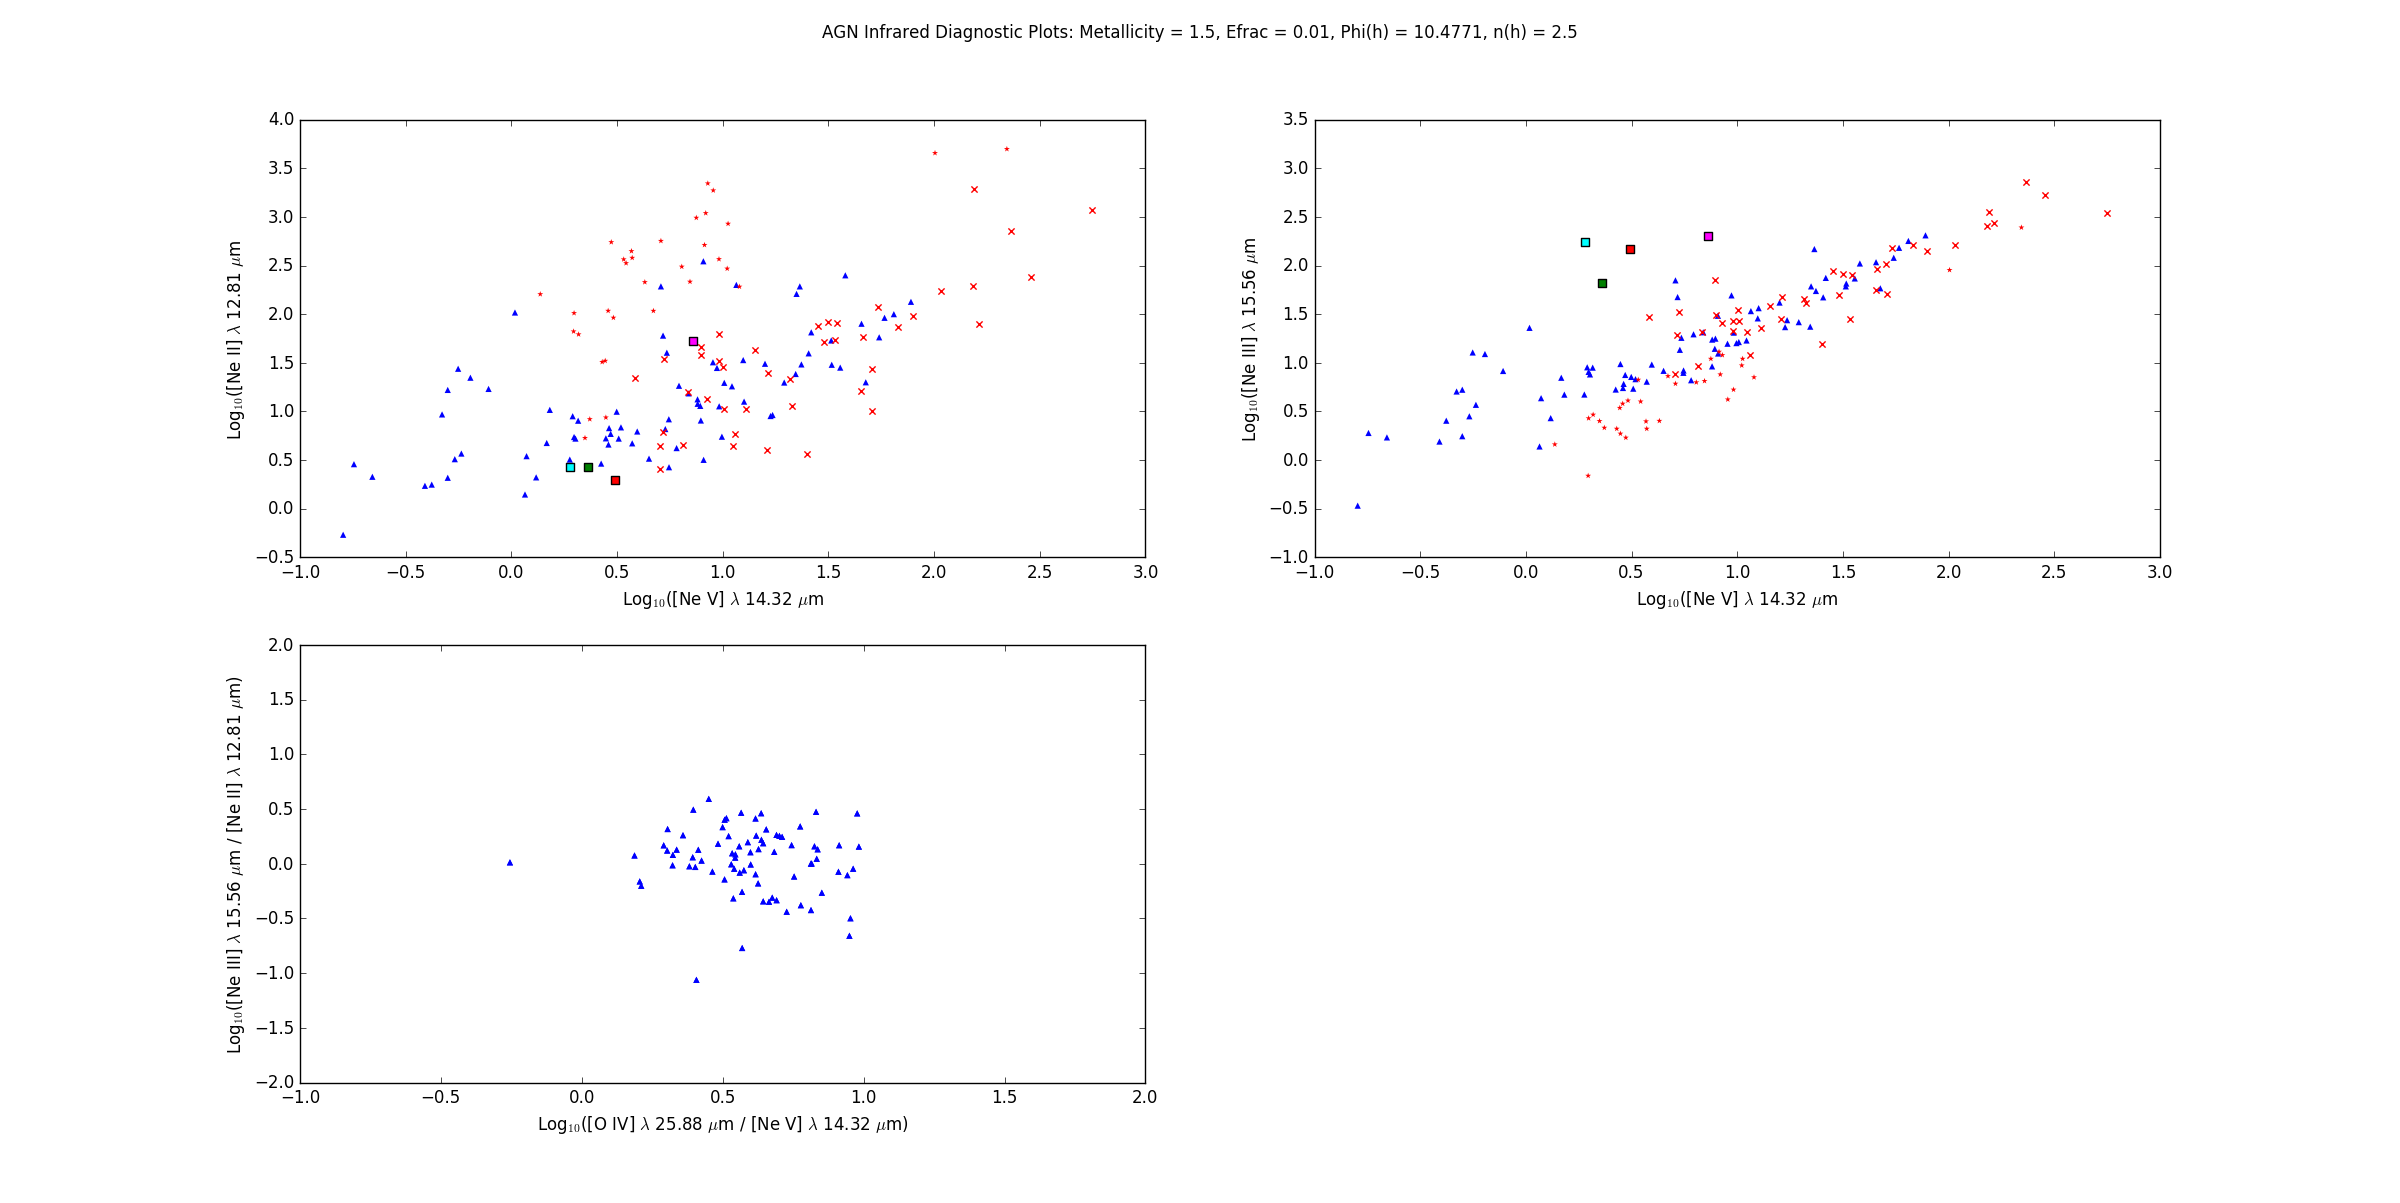 AGN Infrared Diagnostic Plots: Metallicity = 1.5, Efrac = 0.01, Phi(h) = 10.4771, n(h) = 2.5
Log₁₀([Ne II] λ 12.81 μm
4.0
3.5
3.0
2.5
2.0
1.5
1.0
0.5
0.0
−0.5
−1.0 −0.5 0.0 0.5 1.0 1.5 2.0 2.5 3.0
Log₁₀([Ne V] λ 14.32 μm
Log₁₀([Ne III] λ 15.56 μm
3.5
3.0
2.5
2.0
1.5
1.0
0.5
0.0
−0.5
−1.0
−1.0 −0.5 0.0 0.5 1.0 1.5 2.0 2.5 3.0
Log₁₀([Ne V] λ 14.32 μm
Log₁₀([Ne III] λ 15.56 μm / [Ne II] λ 12.81 μm)
2.0
1.5
1.0
0.5
0.0
−0.5
−1.0
−1.5
−2.0
−1.0 −0.5 0.0 0.5 1.0 1.5 2.0
Log₁₀([O IV] λ 25.88 μm / [Ne V] λ 14.32 μm)